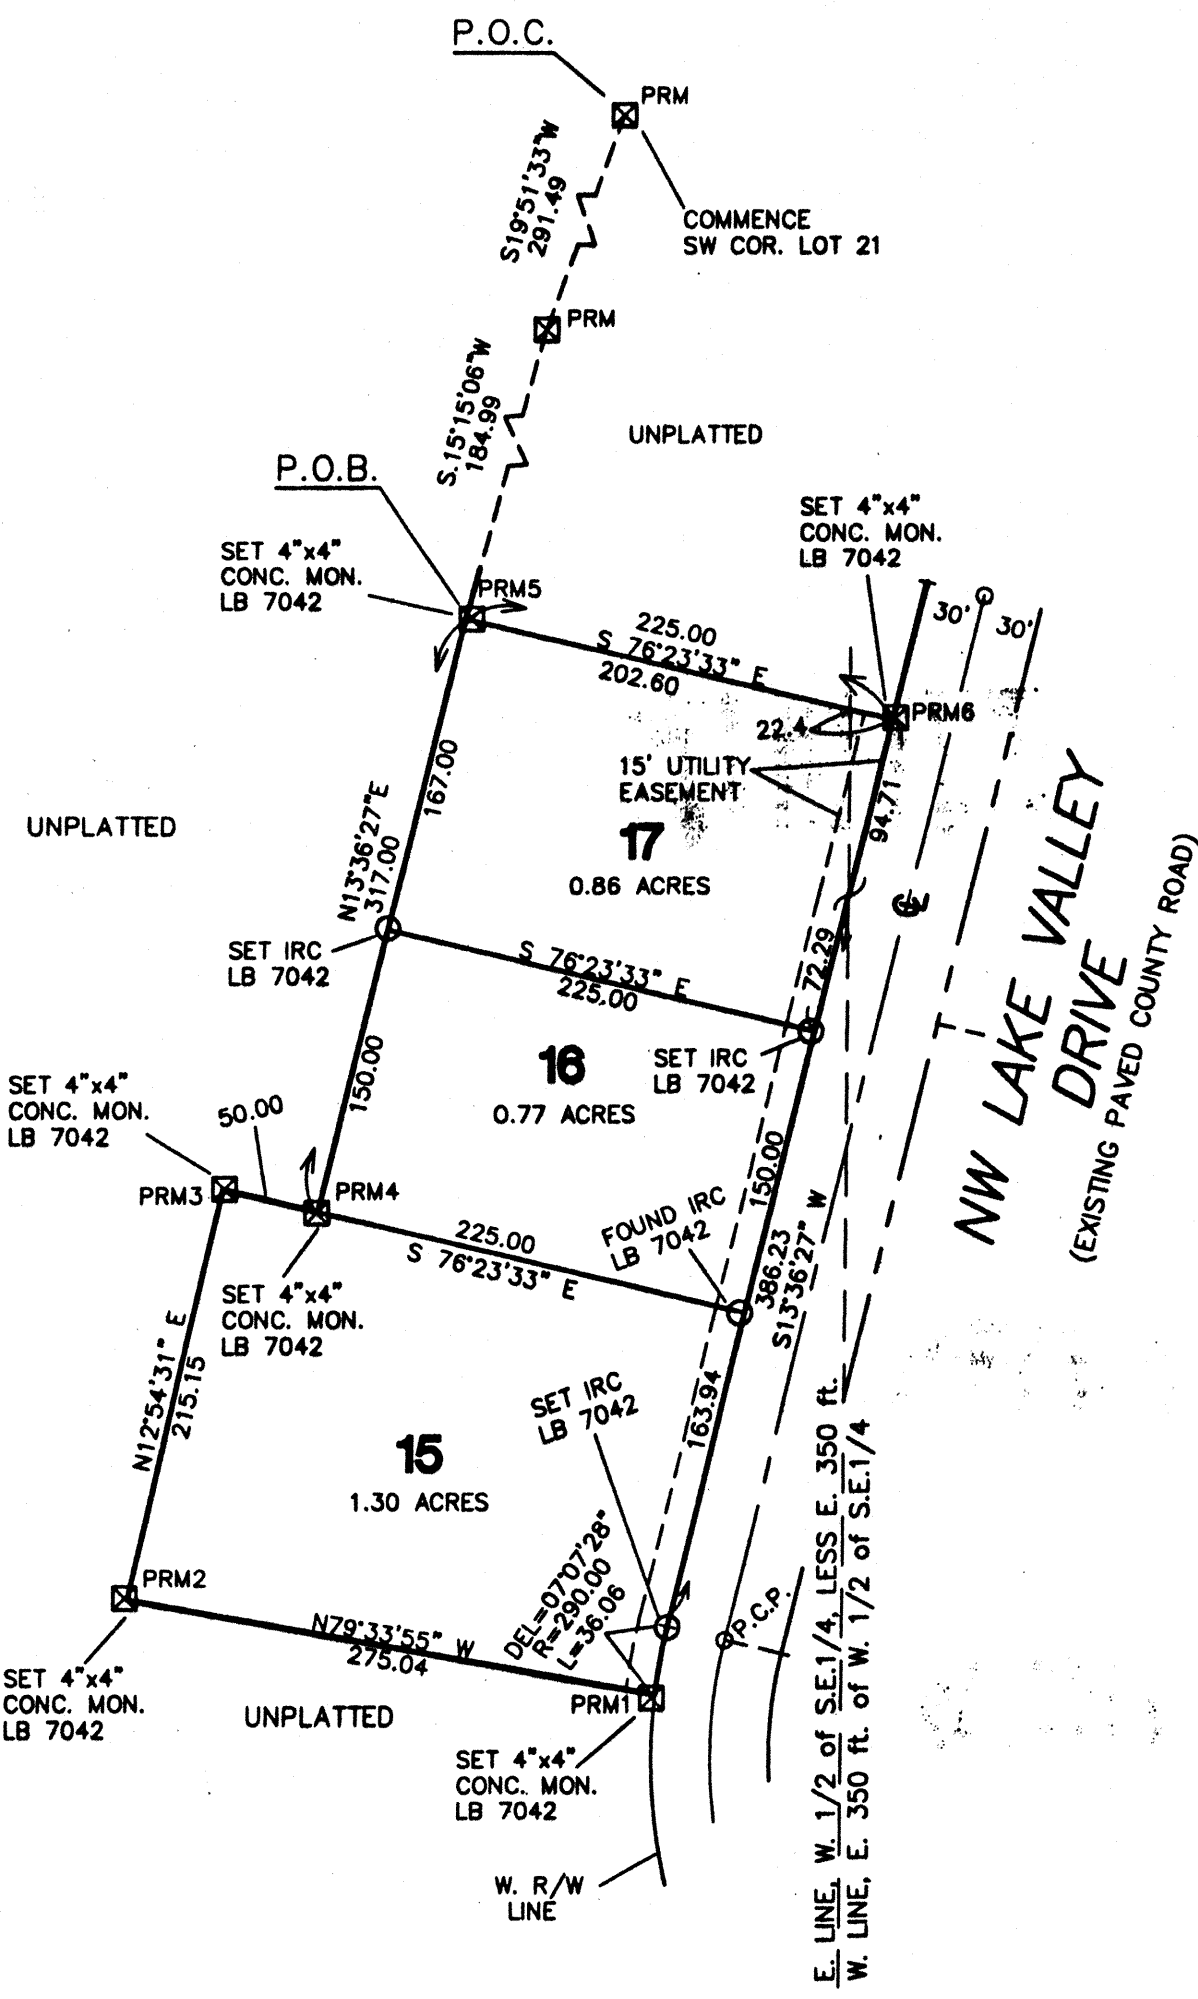 P.O.C.
PRM
S19°51'33"W
291.49
COMMENCE
SW COR. LOT 21
PRM
S.15°15'06"W
184.99
UNPLATTED
P.O.B.
SET 4"x4"
CONC. MON.
LB 7042
SET 4"x4"
CONC. MON.
LB 7042
PRM5
225.00
S 76°23'33" E
202.60
30'
30'
PRM6
22.4
15' UTILITY
EASEMENT
167.00
94.71
UNPLATTED
17
0.86 ACRES
N13°36'27"E
317.00
NW LAKE VALLEY
DRIVE
(EXISTING PAVED COUNTY ROAD)
SET IRC
LB 7042
S 76°23'33" E
225.00
72.29
SET IRC
LB 7042
16
0.77 ACRES
150.00
SET 4"x4"
CONC. MON.
LB 7042
50.00
PRM3
PRM4
150.00
FOUND IRC
LB 7042
225.00
S 76°23'33" E
386.23
S13°36'27" W
SET 4"x4"
CONC. MON.
LB 7042
N12°54'31" E
215.15
SET IRC
LB 7042
163.94
15
1.30 ACRES
DEL=07°07'28"
R=290.00
L=36.06
PRM2
P.C.P.
N79°33'55" W
275.04
SET 4"x4"
CONC. MON.
LB 7042
UNPLATTED
PRM1
SET 4"x4"
CONC. MON.
LB 7042
W. R/W
LINE
E. LINE, W. 1/2 of S.E.1/4, LESS E. 350 ft.
W. LINE, E. 350 ft. of W. 1/2 of S.E.1/4